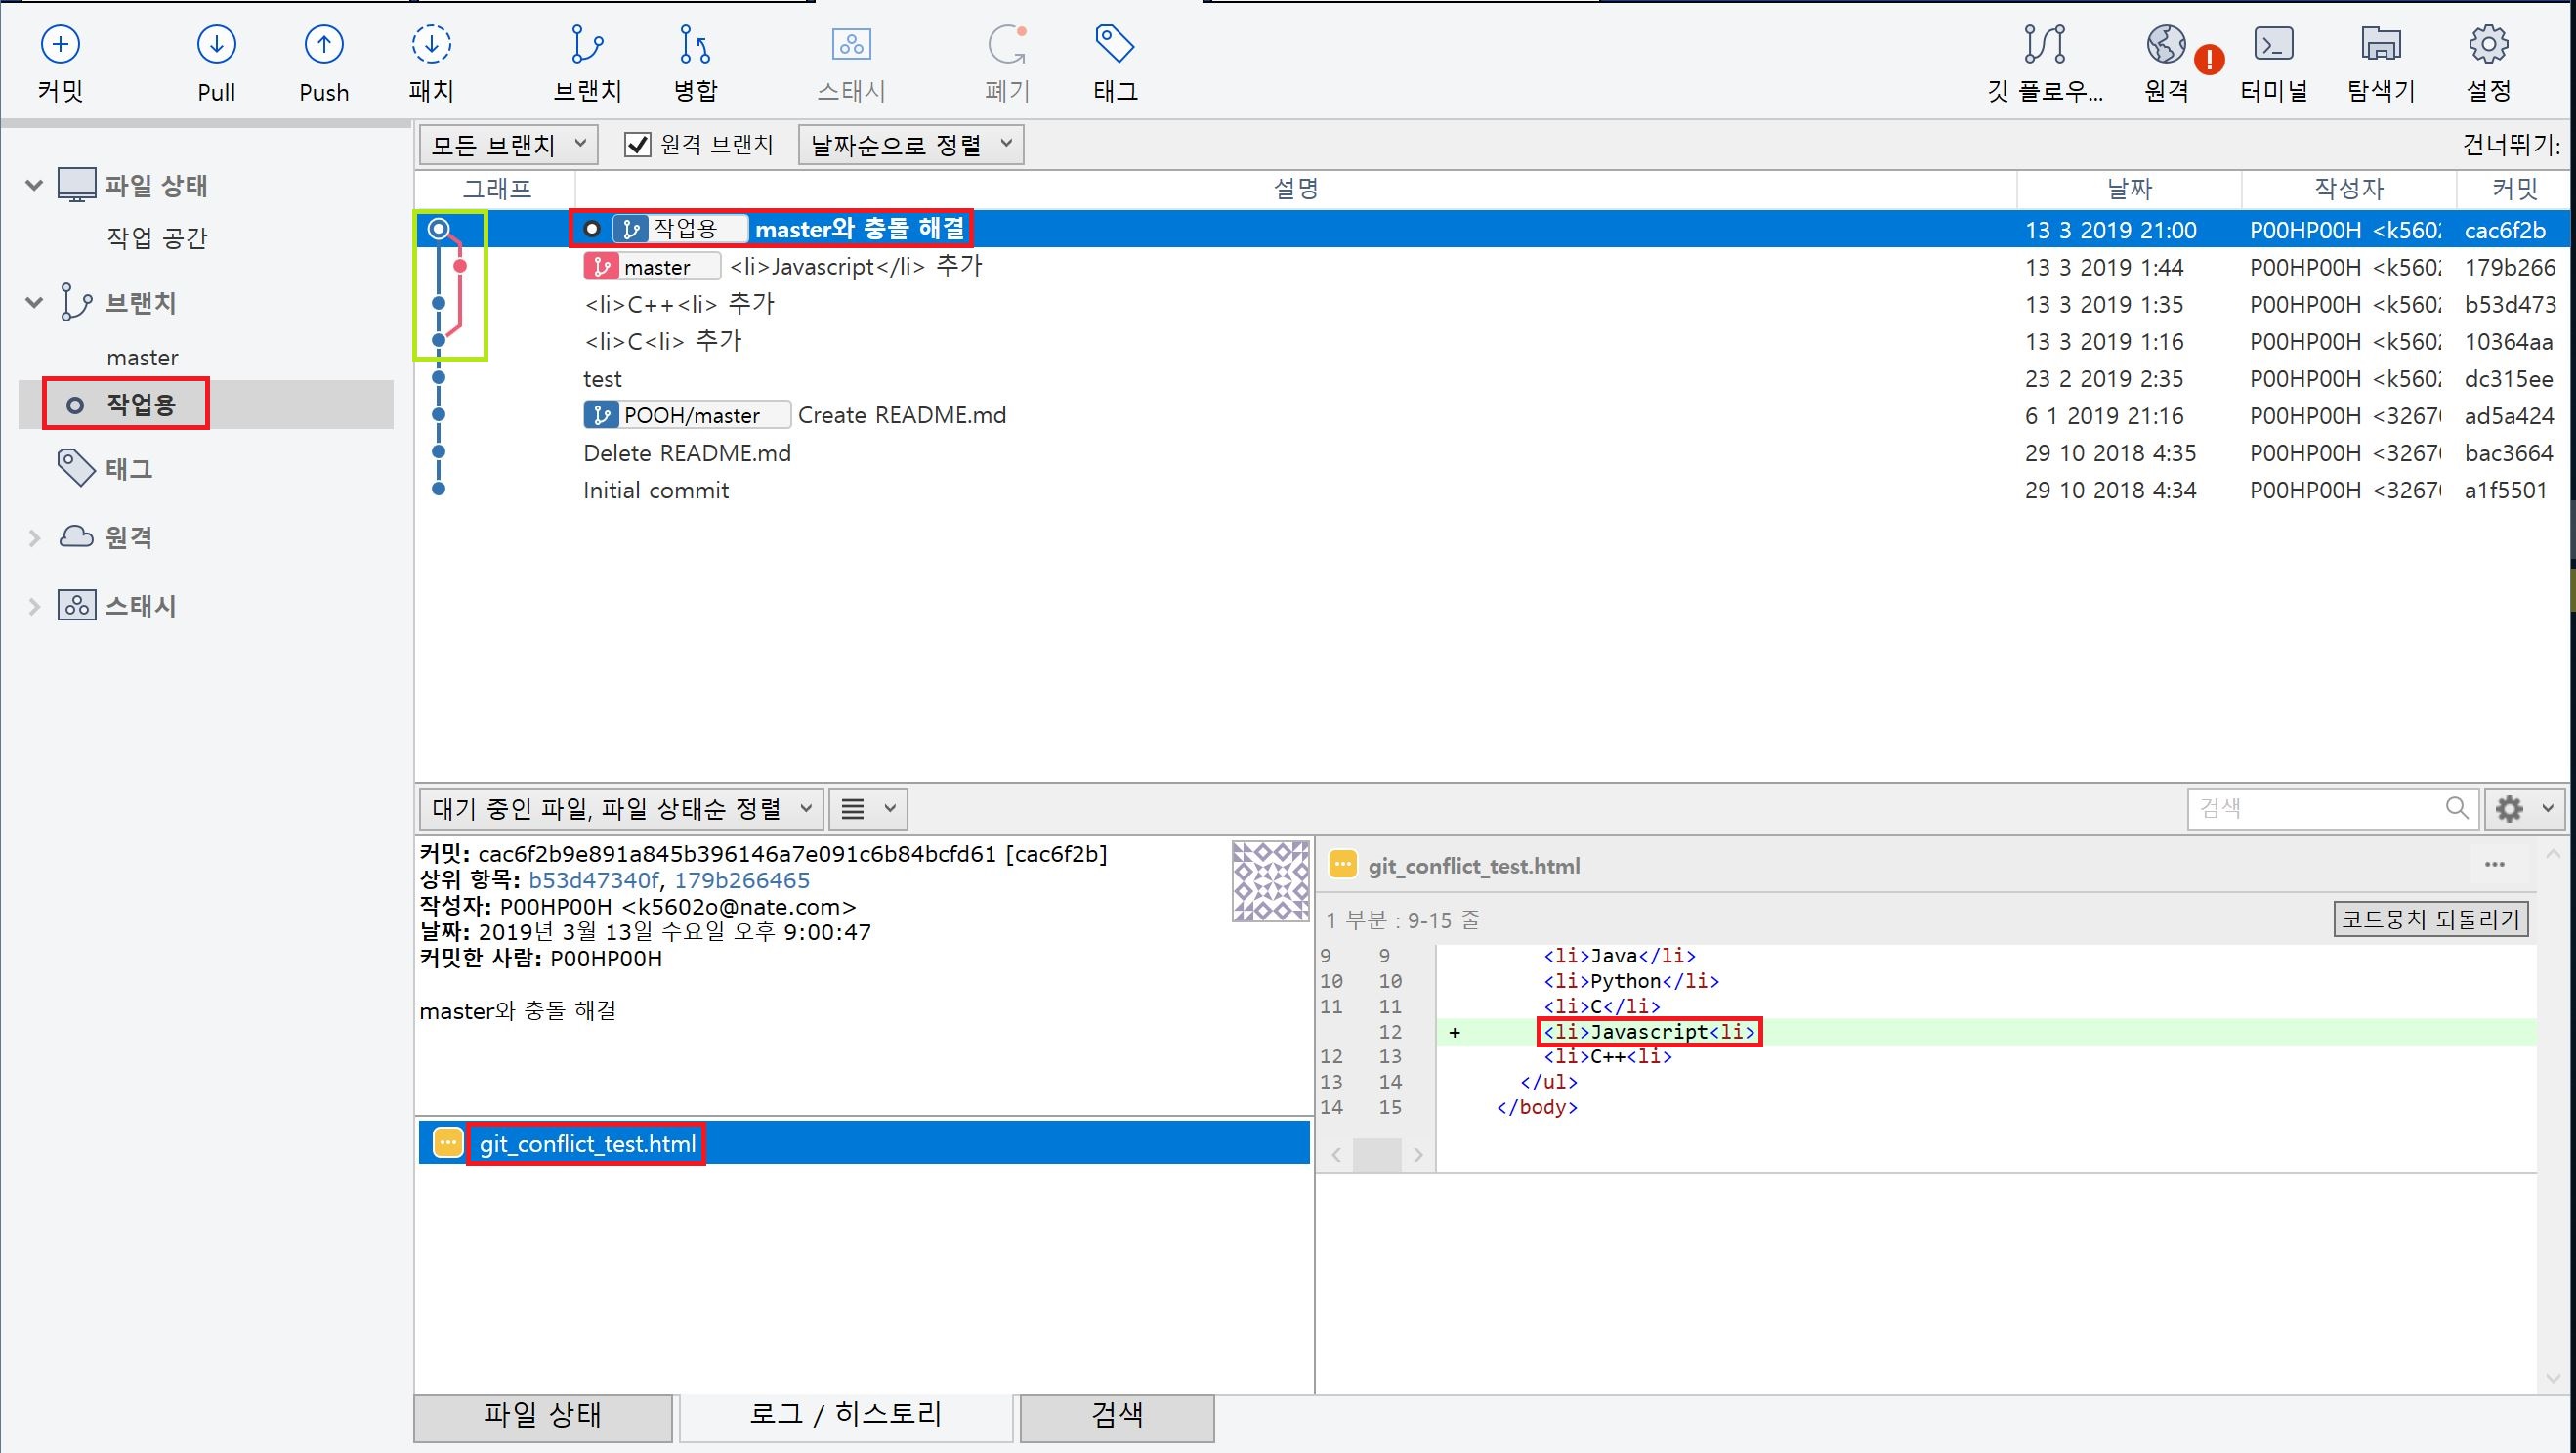 커밋 Pull Push 패치 브랜치 병합 스태시 폐기 태그 깃 플로우... 원격 터미널 탐색기 설정
모든 브랜치 원격 브랜치 날짜순으로 정렬 건너뛰기:
파일 상태
작업 공간
브랜치
master
작업용
태그
원격
스태시
그래프 설명 날짜 작성자 커밋
작업용 master와 충돌 해결 13 3 2019 21:00 P00HP00H <k5602 cac6f2b
master <li>Javascript</li> 추가 13 3 2019 1:44 P00HP00H <k5602 179b266
<li>C++<li> 추가 13 3 2019 1:35 P00HP00H <k5602 b53d473
<li>C<li> 추가 13 3 2019 1:16 P00HP00H <k5602 10364aa
test 23 2 2019 2:35 P00HP00H <k5602 dc315ee
POOH/master Create README.md 6 1 2019 21:16 P00HP00H <3267 ad5a424
Delete README.md 29 10 2018 4:35 P00HP00H <3267 bac3664
Initial commit 29 10 2018 4:34 P00HP00H <3267 a1f5501
대기 중인 파일, 파일 상태순 정렬 검색
커밋: cac6f2b9e891a845b396146a7e091c6b84bcfd61 [cac6f2b]
상위 항목: b53d47340f, 179b266465
작성자: P00HP00H <k5602o@nate.com>
날짜: 2019년 3월 13일 수요일 오후 9:00:47
커밋한 사람: P00HP00H
master와 충돌 해결
git_conflict_test.html
git_conflict_test.html
1 부분 : 9-15 줄 코드뭉치 되돌리기
9 9 <li>Java</li>
10 10 <li>Python</li>
11 11 <li>C</li>
12 + <li>Javascript<li>
12 13 <li>C++<li>
13 14 </ul>
14 15 </body>
파일 상태 로그 / 히스토리 검색